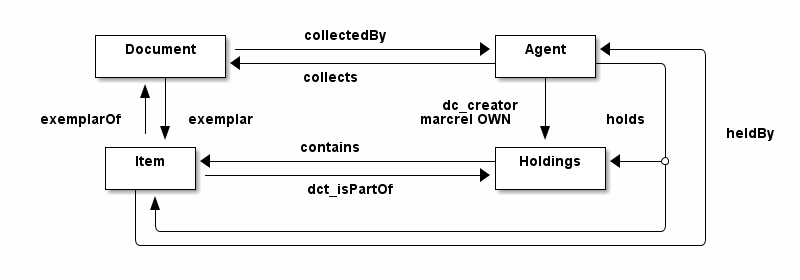 collectedBy
Document
Agent
collects
dc_creator
exemplarOf
exemplar
marcrel OWN
holds
heldBy
contains
Item
Holdings
dct_isPartOf